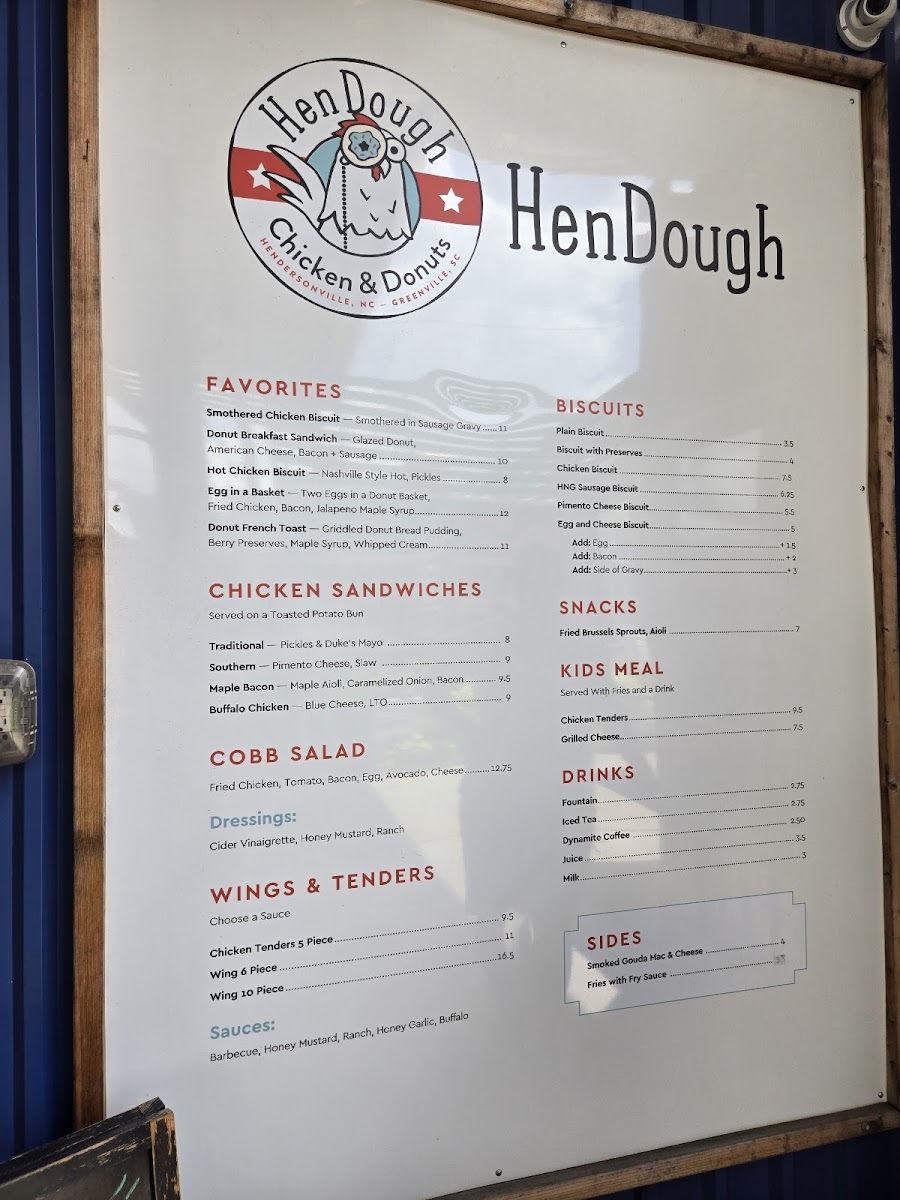 HenDough
Chicken & Donuts
HENDERSONVILLE, NC – GREENVILLE, SC
HenDough
FAVORITES
Smothered Chicken Biscuit — Smothered in Sausage Gravy ...... 11
Donut Breakfast Sandwich — Glazed Donut,
American Cheese, Bacon + Sausage ...... 10
Hot Chicken Biscuit — Nashville Style Hot, Pickles ...... 8
Egg in a Basket — Two Eggs in a Donut Basket,
Fried Chicken, Bacon, Jalapeno Maple Syrup...... 12
Donut French Toast — Griddled Donut Bread Pudding,
Berry Preserves, Maple Syrup, Whipped Cream...... 11
CHICKEN SANDWICHES
Served on a Toasted Potato Bun
Traditional — Pickles & Duke's Mayo ...... 8
Southern — Pimento Cheese, Slaw ...... 9
Maple Bacon — Maple Aioli, Caramelized Onion, Bacon ...... 9.5
Buffalo Chicken — Blue Cheese, LTO...... 9
COBB SALAD
Fried Chicken, Tomato, Bacon, Egg, Avocado, Cheese...... 12.75
Dressings:
Cider Vinaigrette, Honey Mustard, Ranch
WINGS & TENDERS
Choose a Sauce
Chicken Tenders 5 Piece...... 9.5
Wing 6 Piece ...... 11
Wing 10 Piece...... 16.5
Sauces:
Barbecue, Honey Mustard, Ranch, Honey Garlic, Buffalo
BISCUITS
Plain Biscuit...... 3.5
Biscuit with Preserves ...... 4
Chicken Biscuit ...... 7.5
HNG Sausage Biscuit ...... 6.25
Pimento Cheese Biscuit...... 5.5
Egg and Cheese Biscuit...... 5
Add: Egg ...... + 1.5
Add: Bacon ...... + 2
Add: Side of Gravy...... + 3
SNACKS
Fried Brussels Sprouts, Aioli ...... 7
KIDS MEAL
Served With Fries and a Drink
Chicken Tenders...... 9.5
Grilled Cheese...... 7.5
DRINKS
Fountain...... 2.75
Iced Tea...... 2.75
Dynamite Coffee ...... 2.50
Juice...... 3.5
Milk...... 3
SIDES
Smoked Gouda Mac & Cheese ...... 4
Fries with Fry Sauce ......